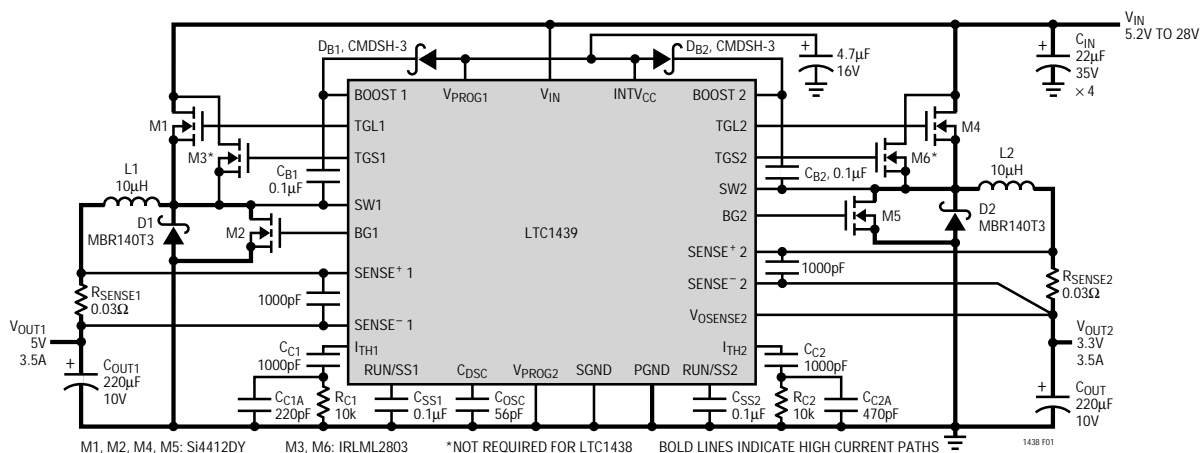 V_IN
5.2V TO 28V
D_B1, CMDSH-3
D_B2, CMDSH-3
+
4.7µF
16V
+
C_IN
22µF
35V
× 4
BOOST 1
V_PROG1
V_IN
INTV_CC
BOOST 2
M1
TGL1
TGL2
M4
M3*
TGS1
TGS2
M6*
L1
10µH
C_B1
0.1µF
C_B2, 0.1µF
L2
10µH
SW1
SW2
D1
MBR140T3
M2
BG1
LTC1439
BG2
M5
D2
MBR140T3
SENSE+ 1
SENSE+ 2
1000pF
1000pF
SENSE– 2
R_SENSE1
0.03Ω
R_SENSE2
0.03Ω
SENSE– 1
V_OSENSE2
V_OUT1
5V
3.5A
V_OUT2
3.3V
3.5A
I_TH1
I_TH2
C_C1
1000pF
C_C2
1000pF
RUN/SS1
C_DSC
V_PROG2
SGND
PGND
RUN/SS2
+
C_OUT1
220µF
10V
C_C1A
220pF
R_C1
10k
C_SS1
0.1µF
C_OSC
56pF
C_SS2
0.1µF
R_C2
10k
C_C2A
470pF
+
C_OUT
220µF
10V
M1, M2, M4, M5: Si4412DY
M3, M6: IRLML2803
*NOT REQUIRED FOR LTC1438
BOLD LINES INDICATE HIGH CURRENT PATHS
1438 F01